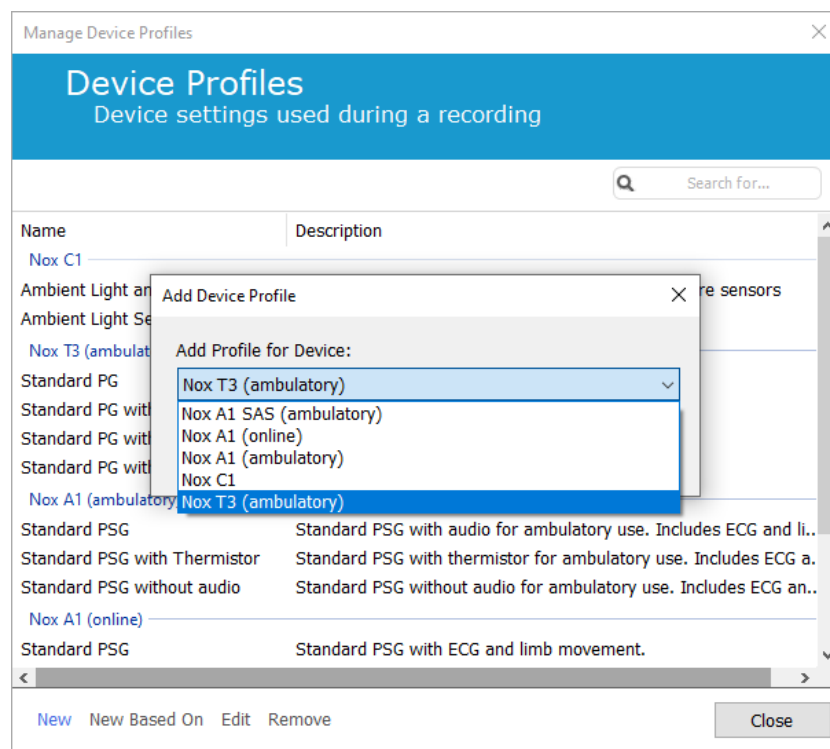 Manage Device Profiles
Device Profiles
Device settings used during a recording
Search for...
Name Description
Nox C1
Ambient Light an re sensors
Ambient Light Se
Add Device Profile
Nox T3 (ambulat
Add Profile for Device:
Standard PG
Nox T3 (ambulatory)
Standard PG with
Nox A1 SAS (ambulatory)
Standard PG with
Nox A1 (online)
Nox A1 (ambulatory)
Standard PG with
Nox C1
Nox A1 (ambulatory
Nox T3 (ambulatory)
Standard PSG Standard PSG with audio for ambulatory use. Includes ECG and li..
Standard PSG with Thermistor Standard PSG with thermistor for ambulatory use. Includes ECG a.
Standard PSG without audio Standard PSG without audio for ambulatory use. Includes ECG an..
Nox A1 (online)
Standard PSG Standard PSG with ECG and limb movement.
New New Based On Edit Remove Close